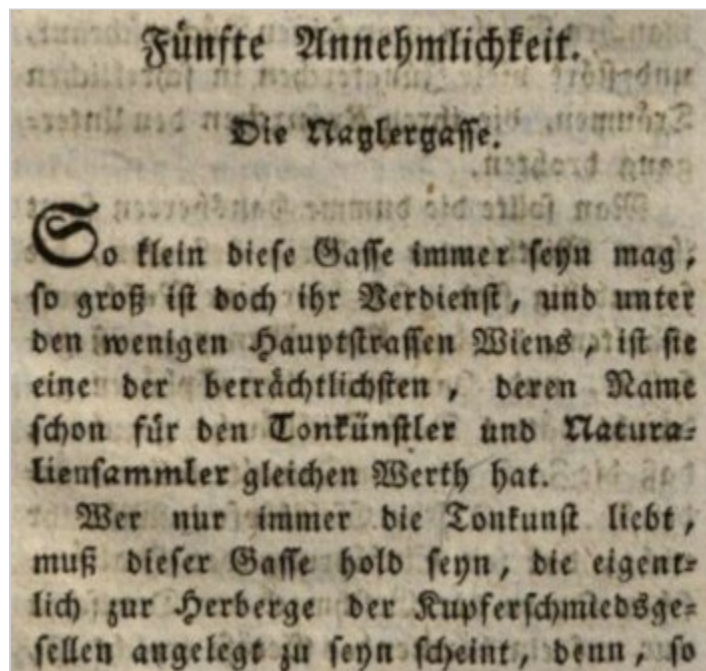 Fünfte Annehmlichkeit.
Die Naglergasse.
So klein diese Gasse immer seyn mag,
so groß ist doch ihr Verdienst, und unter
den wenigen Hauptstrassen Wiens, ist sie
eine der beträchtlichsten, deren Name
schon für den Tonkünstler und Natura-
liensammler gleichen Werth hat.
Wer nur immer die Tonkunst liebt,
muß dieser Gasse hold seyn, die eigent-
lich zur Herberge der Kupferschmiedsge-
sellen angelegt zu seyn scheint, denn, so